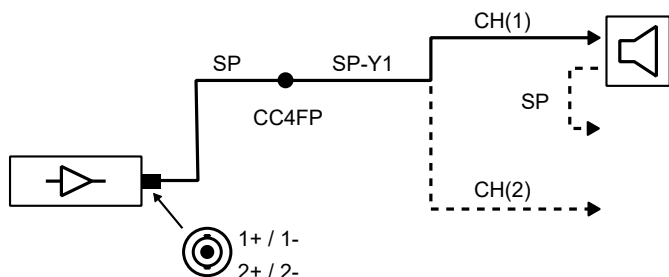 CH(1)
SP
SP-Y1
SP
CC4FP
CH(2)
1+ / 1-
2+ / 2-